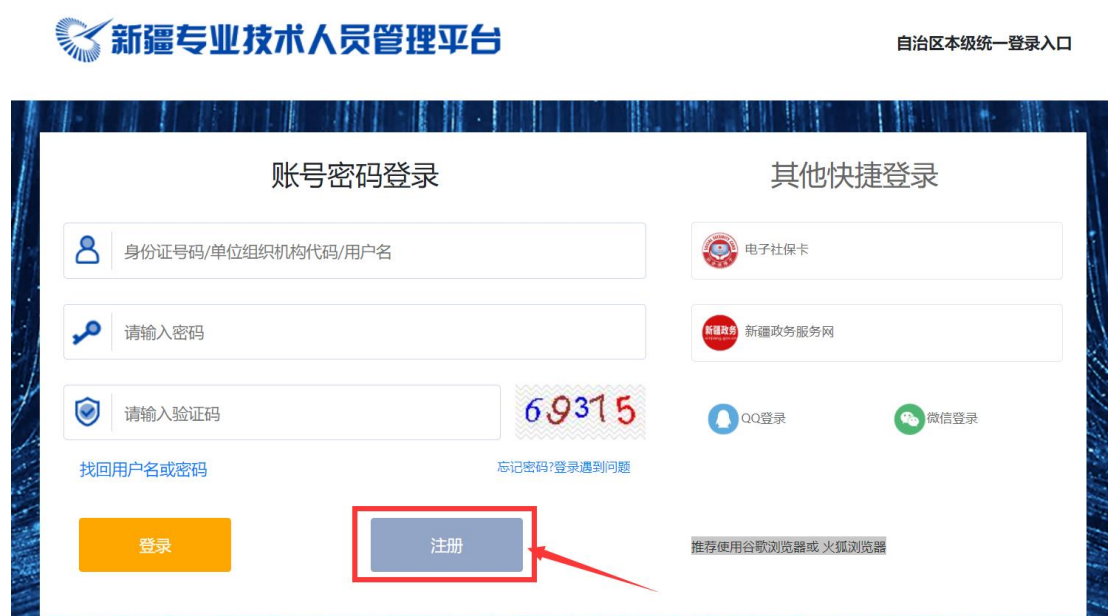 新疆专业技术人员管理平台
自治区本级统一登录入口
账号密码登录
身份证号码/单位组织机构代码/用户名
请输入密码
请输入验证码
69375
找回用户名或密码
忘记密码?登录遇到问题
登录
注册
其他快捷登录
电子社保卡
新疆政务
新疆政务服务网
QQ登录
微信登录
推荐使用谷歌浏览器或 火狐浏览器